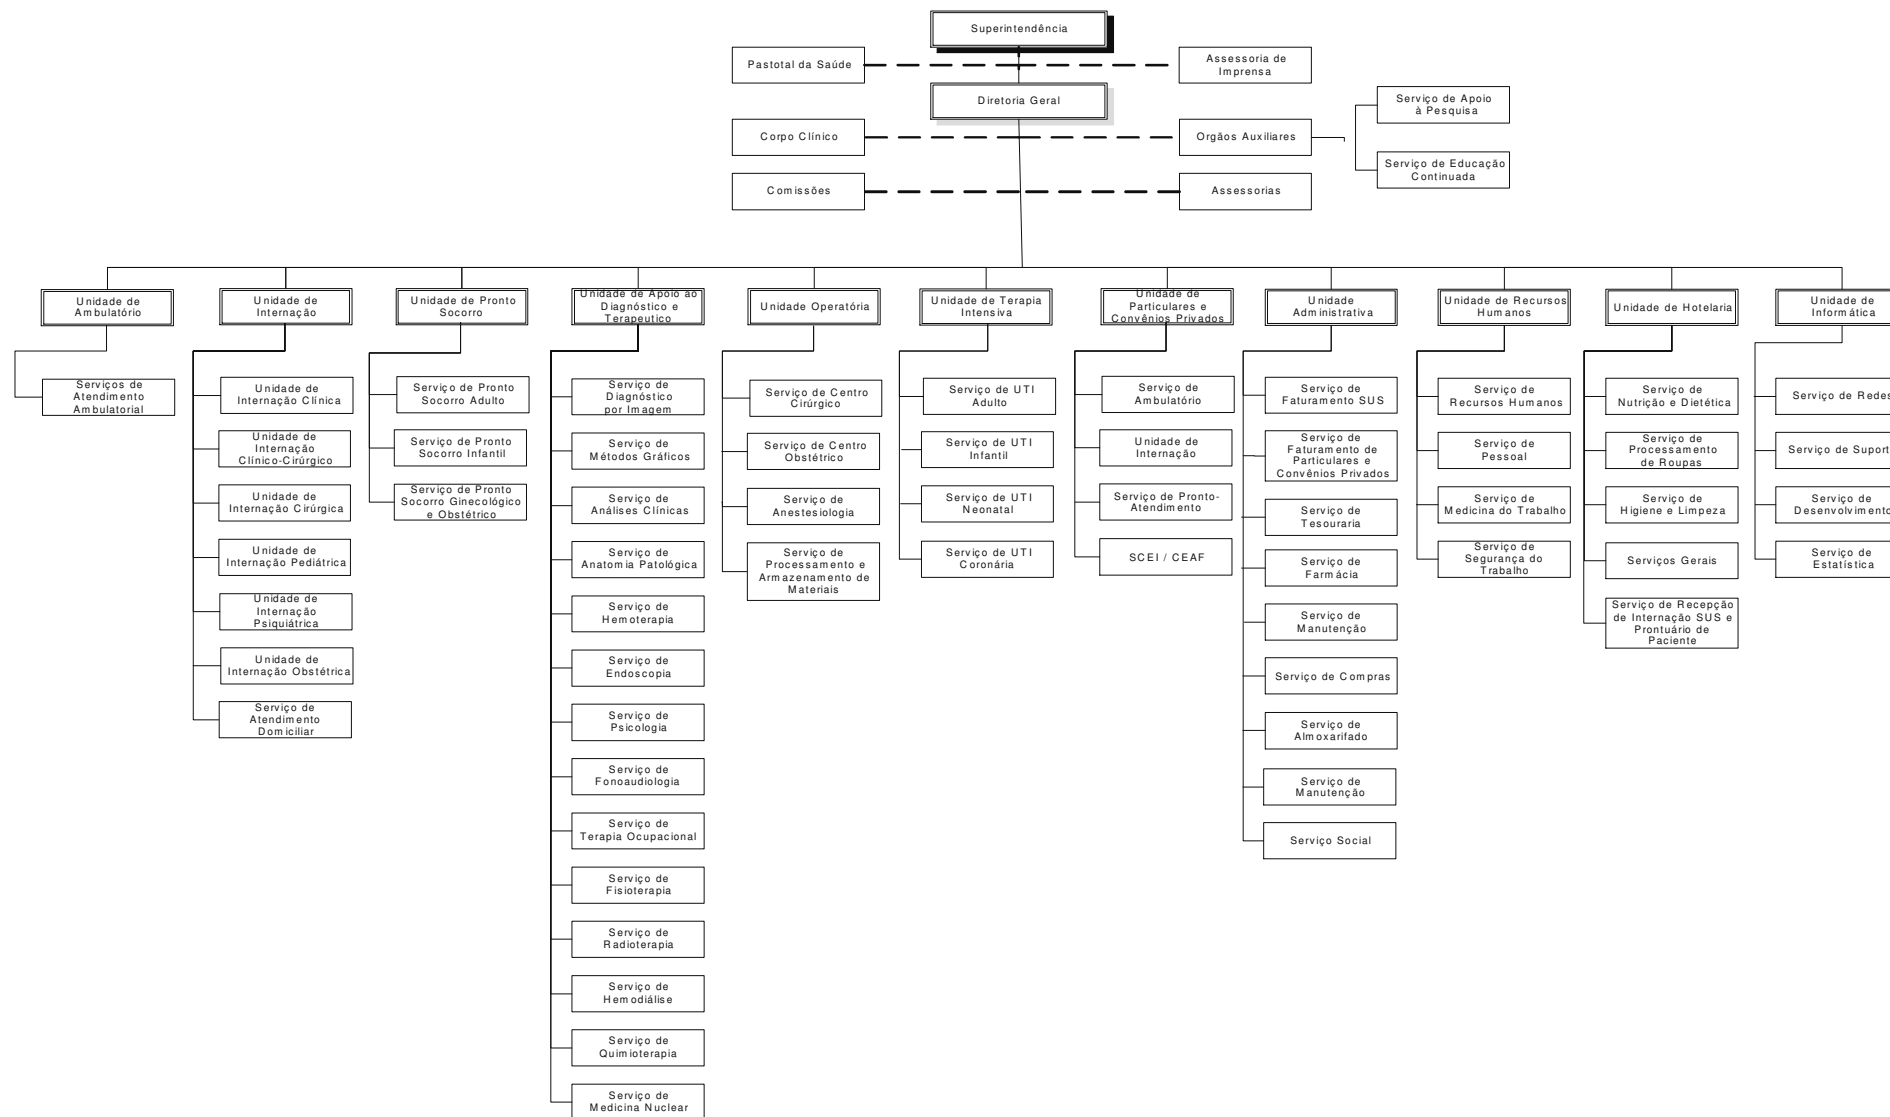 Superintendência
Pastotal da Saúde
Assessoria de
Imprensa
Diretoria Geral
Serviço de Apoio
à Pesquisa
Corpo Clínico
Orgãos Auxiliares
Serviço de Educação
Continuada
Comissões
Assessorias
Unidade de
Ambulatório
Unidade de
Internação
Unidade de Pronto
Socorro
Unidade de Apoio ao
Diagnóstico e
Terapeutico
Unidade Operatória
Unidade de Terapia
Intensiva
Unidade de
Particulares e
Convênios Privados
Unidade
Administrativa
Unidade de Recursos
Humanos
Unidade de Hotelaria
Unidade de
Informática
Serviços de
Atendimento
Ambulatorial
Unidade de
Internação Clínica
Unidade de
Internação
Clínico-Cirúrgico
Unidade de
Internação Cirúrgica
Unidade de
Internação Pediátrica
Unidade de
Internação
Psiquiátrica
Unidade de
Internação Obstétrica
Serviço de
Atendimento
Domiciliar
Serviço de Pronto
Socorro Adulto
Serviço de Pronto
Socorro Infantil
Serviço de Pronto
Socorro Ginecológico
e Obstétrico
Serviço de
Diagnóstico
por Imagem
Serviço de
Métodos Gráficos
Serviço de
Análises Clínicas
Serviço de
Anatomia Patológica
Serviço de
Hemoterapia
Serviço de
Endoscopia
Serviço de
Psicologia
Serviço de
Fonoaudiologia
Serviço de
Terapia Ocupacional
Serviço de
Fisioterapia
Serviço de
Radioterapia
Serviço de
Hemodiálise
Serviço de
Quimioterapia
Serviço de
Medicina Nuclear
Serviço de Centro
Cirúrgico
Serviço de Centro
Obstétrico
Serviço de
Anestesiologia
Serviço de
Processamento e
Armazenamento de
Materiais
Serviço de UTI
Adulto
Serviço de UTI
Infantil
Serviço de UTI
Neonatal
Serviço de UTI
Coronária
Serviço de
Ambulatório
Unidade de
Internação
Serviço de Pronto-
Atendimento
SCEI / CEAF
Serviço de
Faturamento SUS
Serviço de
Faturamento de
Particulares e
Convênios Privados
Serviço de
Tesouraria
Serviço de
Farmácia
Serviço de
Manutenção
Serviço de Compras
Serviço de
Almoxarifado
Serviço de
Manutenção
Serviço Social
Serviço de
Recursos Humanos
Serviço de
Pessoal
Serviço de
Medicina do Trabalho
Serviço de
Segurança do
Trabalho
Serviço de
Nutrição e Dietética
Serviço de
Processamento
de Roupas
Serviço de
Higiene e Limpeza
Serviços Gerais
Serviço de Recepção
de Internação SUS e
Prontuário de
Paciente
Serviço de Redes
Serviço de Suport
Serviço de
Desenvolvimento
Serviço de
Estatística